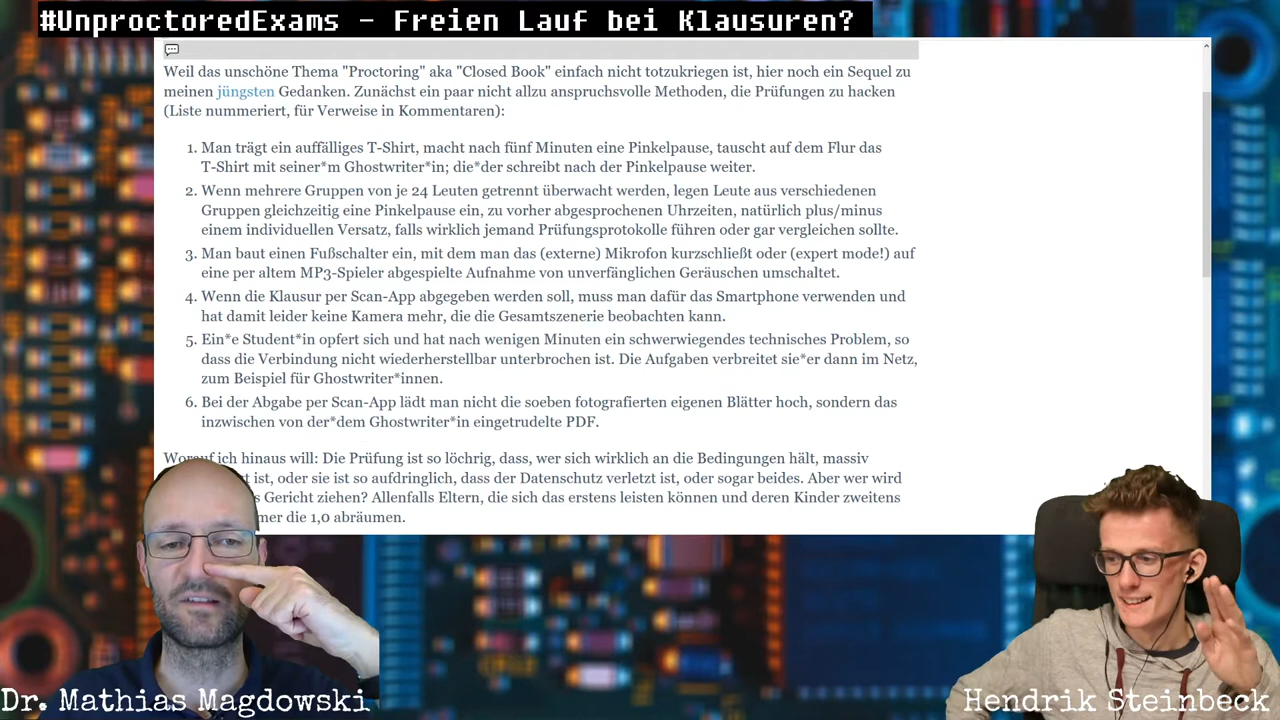 #UnproctoredExams - Freien Lauf bei Klausuren?
Weil das unschöne Thema "Proctoring" aka "Closed Book" einfach nicht totzukriegen ist, hier noch ein Sequel zu
meinen jüngsten Gedanken. Zunächst ein paar nicht allzu anspruchsvolle Methoden, die Prüfungen zu hacken
(Liste nummeriert, für Verweise in Kommentaren):
1. Man trägt ein auffälliges T-Shirt, macht nach fünf Minuten eine Pinkelpause, tauscht auf dem Flur das
T-Shirt mit seiner*m Ghostwriter*in; die*der schreibt nach der Pinkelpause weiter.
2. Wenn mehrere Gruppen von je 24 Leuten getrennt überwacht werden, legen Leute aus verschiedenen
Gruppen gleichzeitig eine Pinkelpause ein, zu vorher abgesprochenen Uhrzeiten, natürlich plus/minus
einem individuellen Versatz, falls wirklich jemand Prüfungsprotokolle führen oder gar vergleichen sollte.
3. Man baut einen Fußschalter ein, mit dem man das (externe) Mikrofon kurzschließt oder (expert mode!) auf
eine per altem MP3-Spieler abgespielte Aufnahme von unverfänglichen Geräuschen umschaltet.
4. Wenn die Klausur per Scan-App abgegeben werden soll, muss man dafür das Smartphone verwenden und
hat damit leider keine Kamera mehr, die die Gesamtszenerie beobachten kann.
5. Ein*e Student*in opfert sich und hat nach wenigen Minuten ein schwerwiegendes technisches Problem, so
dass die Verbindung nicht wiederherstellbar unterbrochen ist. Die Aufgaben verbreitet sie*er dann im Netz,
zum Beispiel für Ghostwriter*innen.
6. Bei der Abgabe per Scan-App lädt man nicht die soeben fotografierten eigenen Blätter hoch, sondern das
inzwischen von der*dem Ghostwriter*in eingetrudelte PDF.
Worauf ich hinaus will: Die Prüfung ist so löchrig, dass, wer sich wirklich an die Bedingungen hält, massiv
ist, oder sie ist so aufdringlich, dass der Datenschutz verletzt ist, oder sogar beides. Aber wer wird
Gericht ziehen? Allenfalls Eltern, die sich das erstens leisten können und deren Kinder zweitens
die 1,0 abräumen.
Dr. Mathias Magdowski
Hendrik Steinbeck